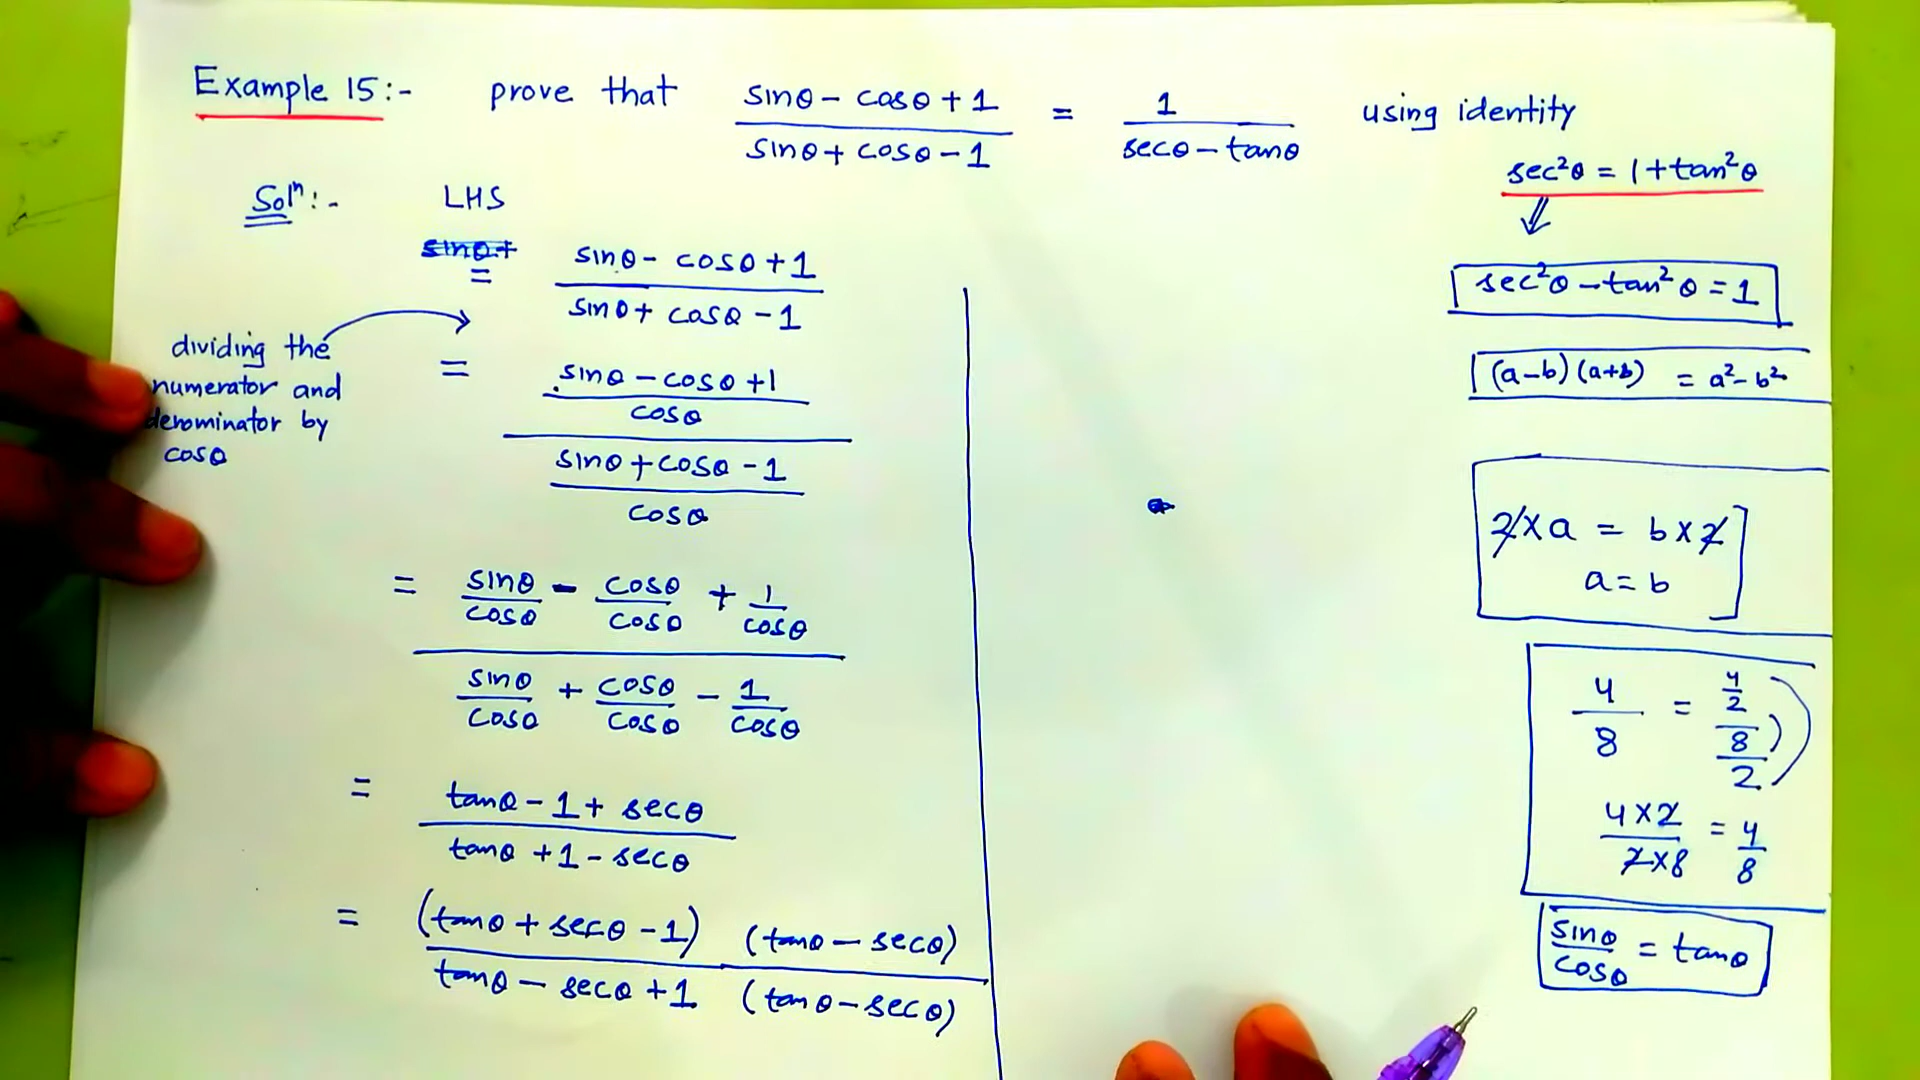 Example 15:- prove that sinθ - cosθ + 1 / sinθ + cosθ - 1 = 1 / secθ - tanθ using identity
sec²θ = 1 + tan²θ
⇓
sec²θ - tan²θ = 1
(a-b)(a+b) = a² - b²
Solⁿ:- LHS
sinθ+
= sinθ - cosθ + 1 / sinθ + cosθ - 1
dividing the
numerator and
denominator by
cosθ
= (sinθ - cosθ + 1 / cosθ) / (sinθ + cosθ - 1 / cosθ)
= (sinθ/cosθ - cosθ/cosθ + 1/cosθ) / (sinθ/cosθ + cosθ/cosθ - 1/cosθ)
= tanθ - 1 + secθ / tanθ + 1 - secθ
= (tanθ + secθ - 1) (tanθ - secθ) / tanθ - secθ + 1 (tanθ - secθ)
2 × a = b × 2
a = b
4/8 = (4/2) / (8/2)
4×2 / 2×8 = 4/8
sinθ/cosθ = tanθ